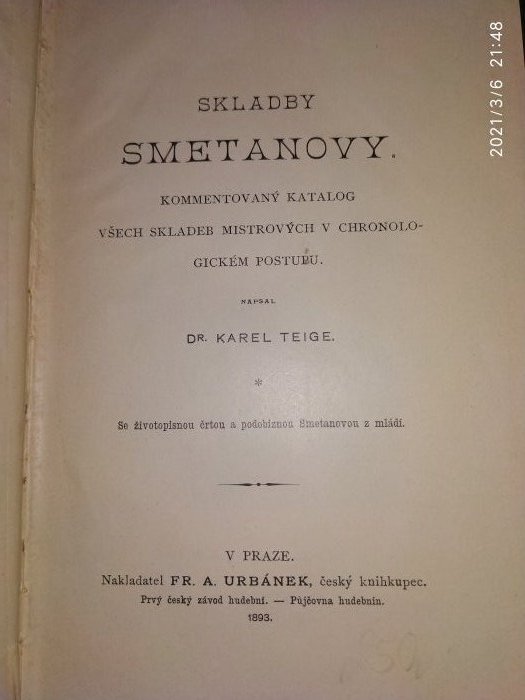 SKLADBY
SMETANOVY.
KOMMENTOVANÝ KATALOG
VŠECH SKLADEB MISTROVÝCH V CHRONOLO-
GICKÉM POSTUPU.
NAPSAL
DR. KAREL TEIGE.
*
Se životopisnou črtou a podobiznou Smetanovou z mládí.
V PRAZE.
Nakladatel FR. A. URBÁNEK, český knihkupec.
Prvý český závod hudební. — Půjčovna hudebnin.
1893.
2021/3/6 21:48